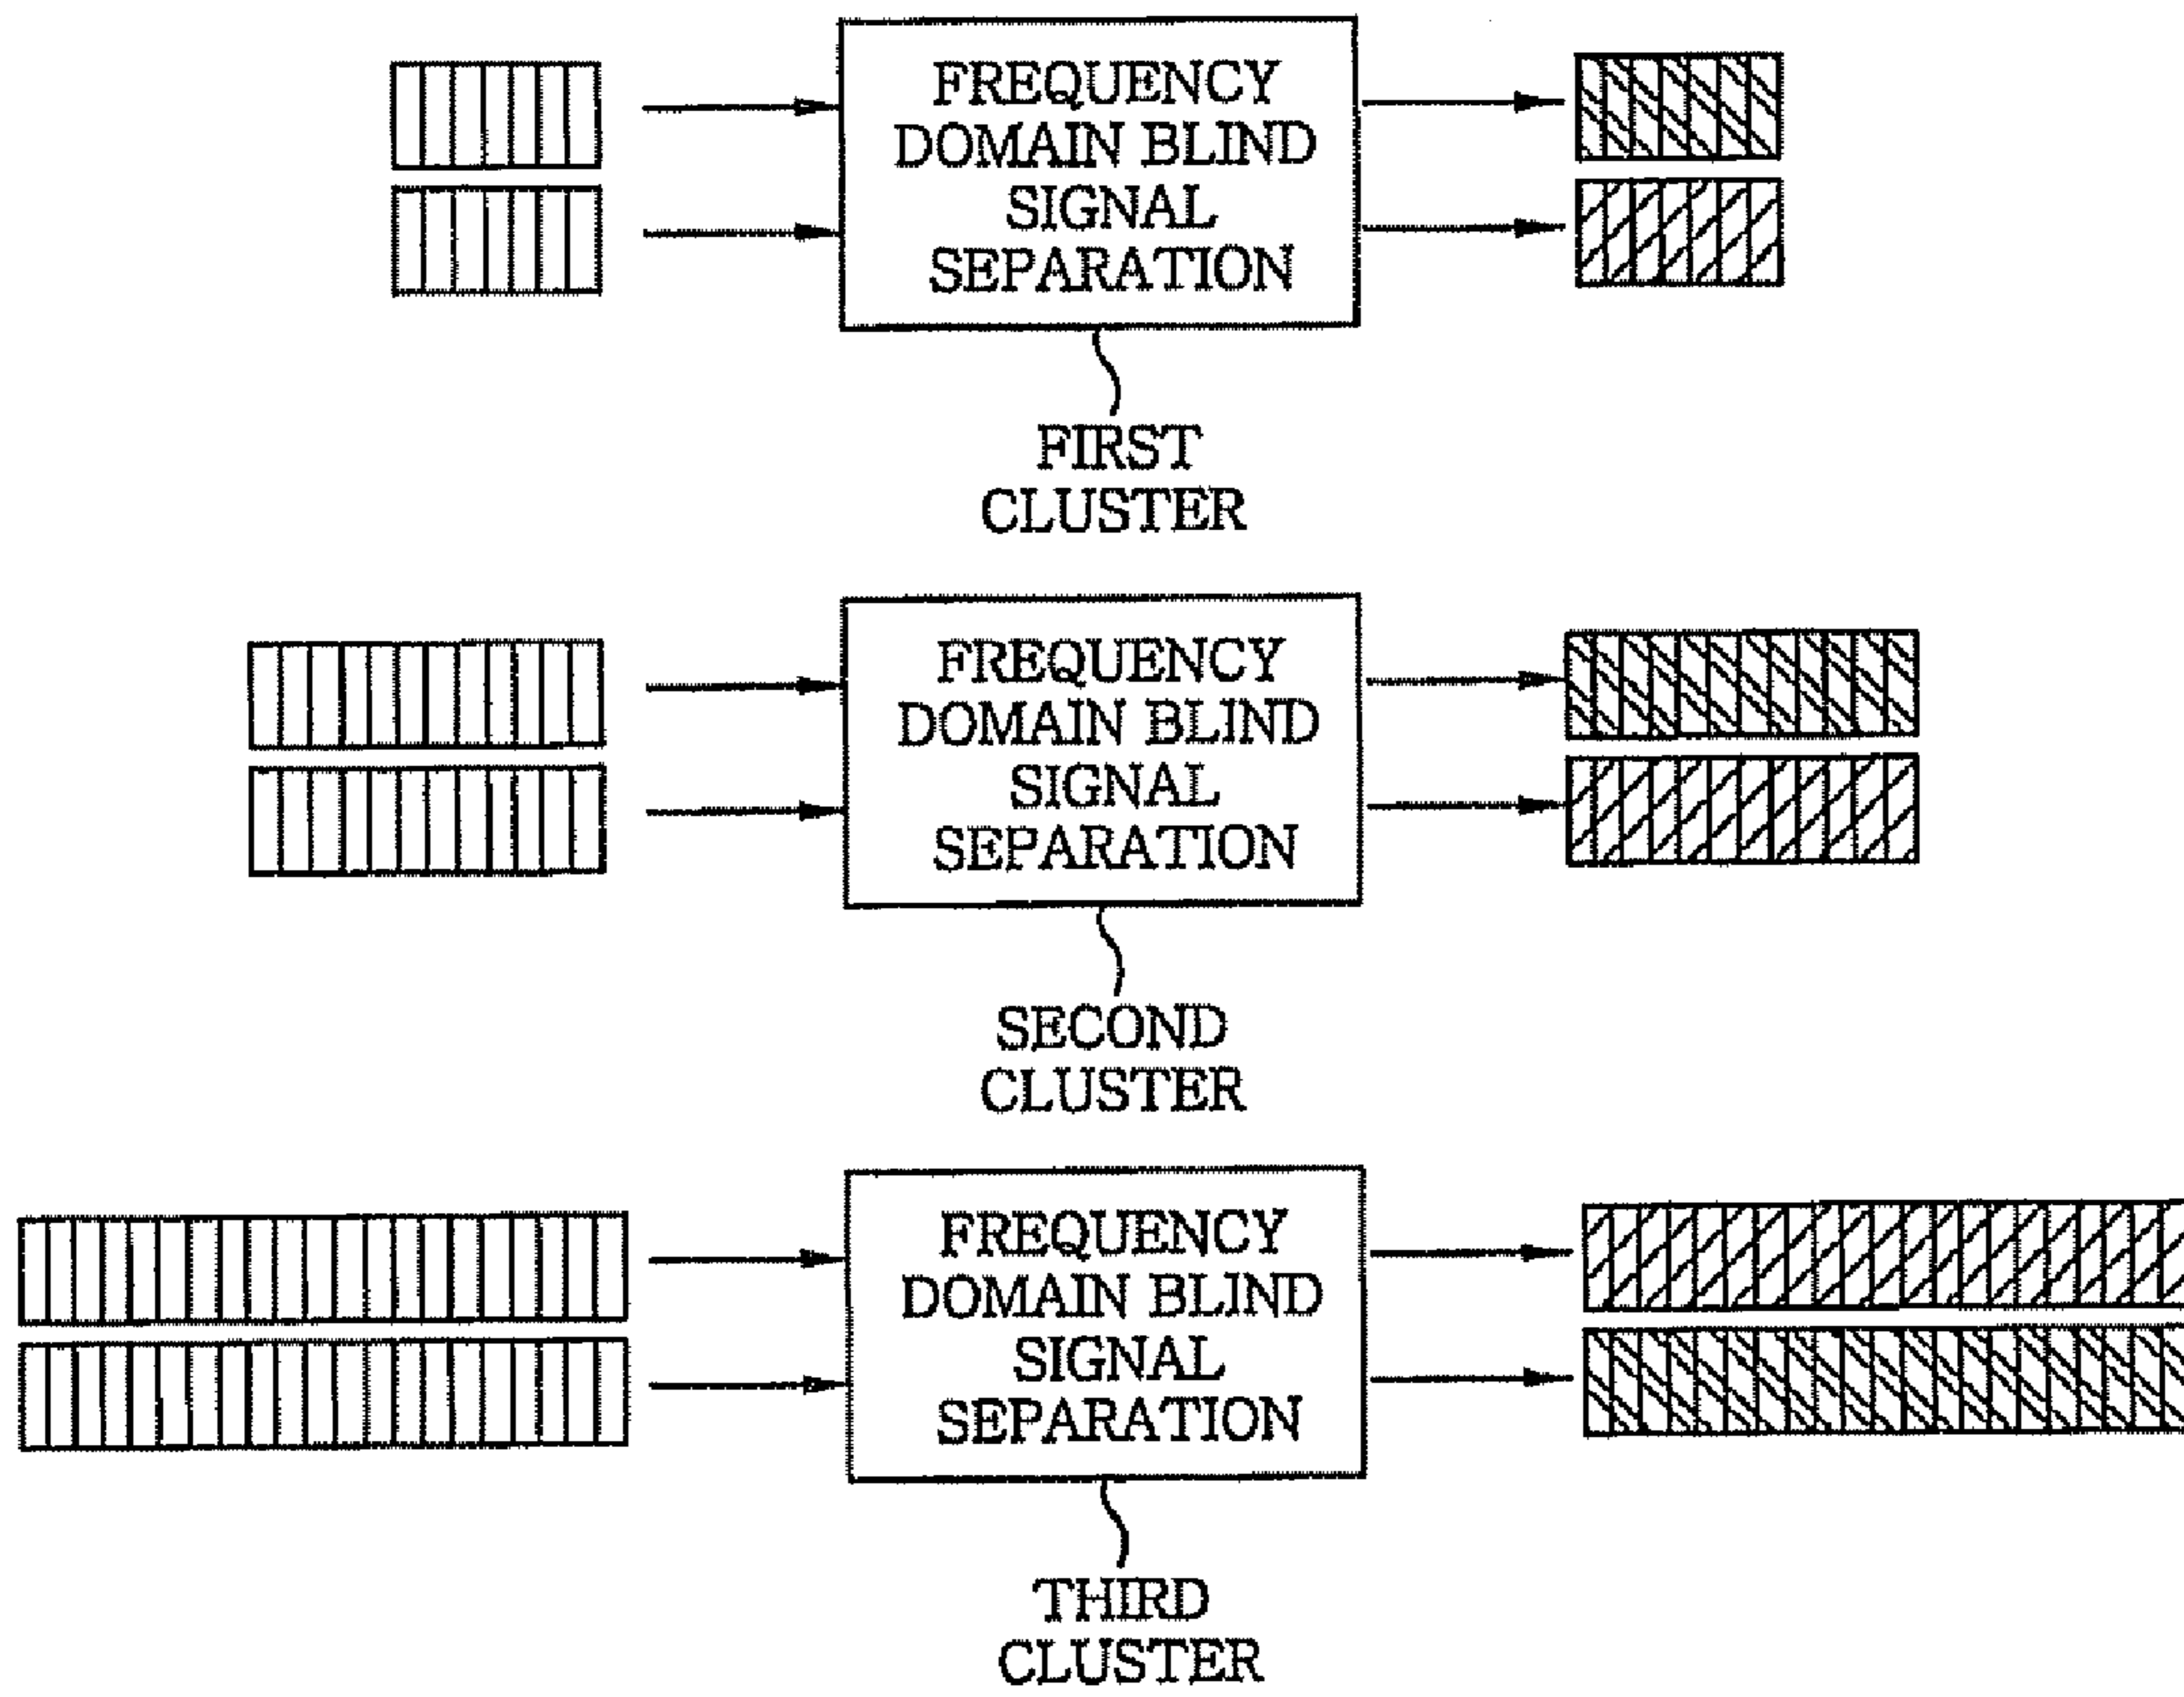 FREQUENCY
DOMAIN BLIND
SIGNAL
SEPARATION
FIRST
CLUSTER
FREQUENCY
DOMAIN BLIND
SIGNAL
SEPARATION
SECOND
CLUSTER
FREQUENCY
DOMAIN BLIND
SIGNAL
SEPARATION
THIRD
CLUSTER